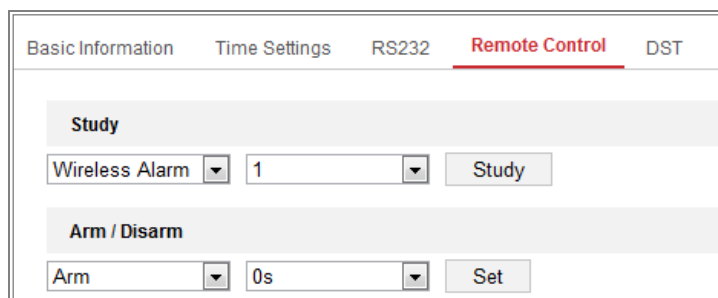 Basic Information Time Settings RS232 Remote Control DST
Study
Wireless Alarm 1 Study
Arm / Disarm
Arm 0s Set